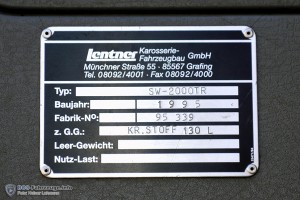 Lentner Karosserie-
Fahrzeugbau GmbH
Münchner Straße 55 - 85567 Grafing
Tel. 08092/4001 · Fax 08092/4000
Typ: SW-2000TR
Baujahr: 1995
Fabrik-Nº: 95 339
z. G.G.: KR.STOFF 130 L
Leer-Gewicht:
Nutz-Last: